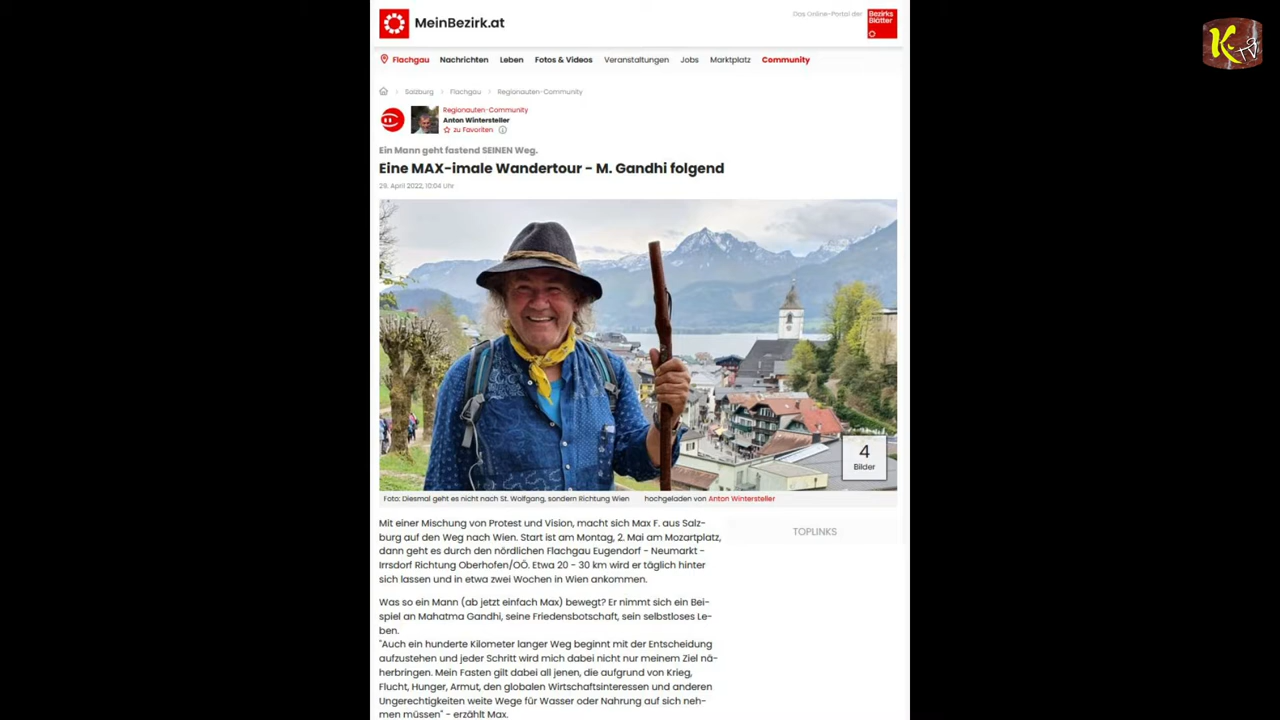 MeinBezirk.at
Das Online-Portal der
Bezirks
Blätter
Flachgau Nachrichten Leben Fotos & Videos Veranstaltungen Jobs Marktplatz Community
Salzburg Flachgau Regionauten-Community
Regionauten-Community
Anton Wintersteller
zu Favoriten
Ein Mann geht fastend SEINEN Weg.
Eine MAX-imale Wandertour - M. Gandhi folgend
29. April 2022, 10:04 Uhr
4
Bilder
Foto: Diesmal geht es nicht nach St. Wolfgang, sondern Richtung Wien hochgeladen von Anton Wintersteller
Mit einer Mischung von Protest und Vision, macht sich Max F. aus Salz-
burg auf den Weg nach Wien. Start ist am Montag, 2. Mai am Mozartplatz,
dann geht es durch den nördlichen Flachgau Eugendorf - Neumarkt -
Irrsdorf Richtung Oberhofen/OÖ. Etwa 20 - 30 km wird er täglich hinter
sich lassen und in etwa zwei Wochen in Wien ankommen.
TOPLINKS
Was so ein Mann (ab jetzt einfach Max) bewegt? Er nimmt sich ein Bei-
spiel an Mahatma Gandhi, seine Friedensbotschaft, sein selbstloses Le-
ben.
"Auch ein hunderte Kilometer langer Weg beginnt mit der Entscheidung
aufzustehen und jeder Schritt wird mich dabei nicht nur meinem Ziel nä-
herbringen. Mein Fasten gilt dabei all jenen, die aufgrund von Krieg,
Flucht, Hunger, Armut, den globalen Wirtschaftsinteressen und anderen
Ungerechtigkeiten weite Wege für Wasser oder Nahrung auf sich neh-
men müssen" - erzählt Max.